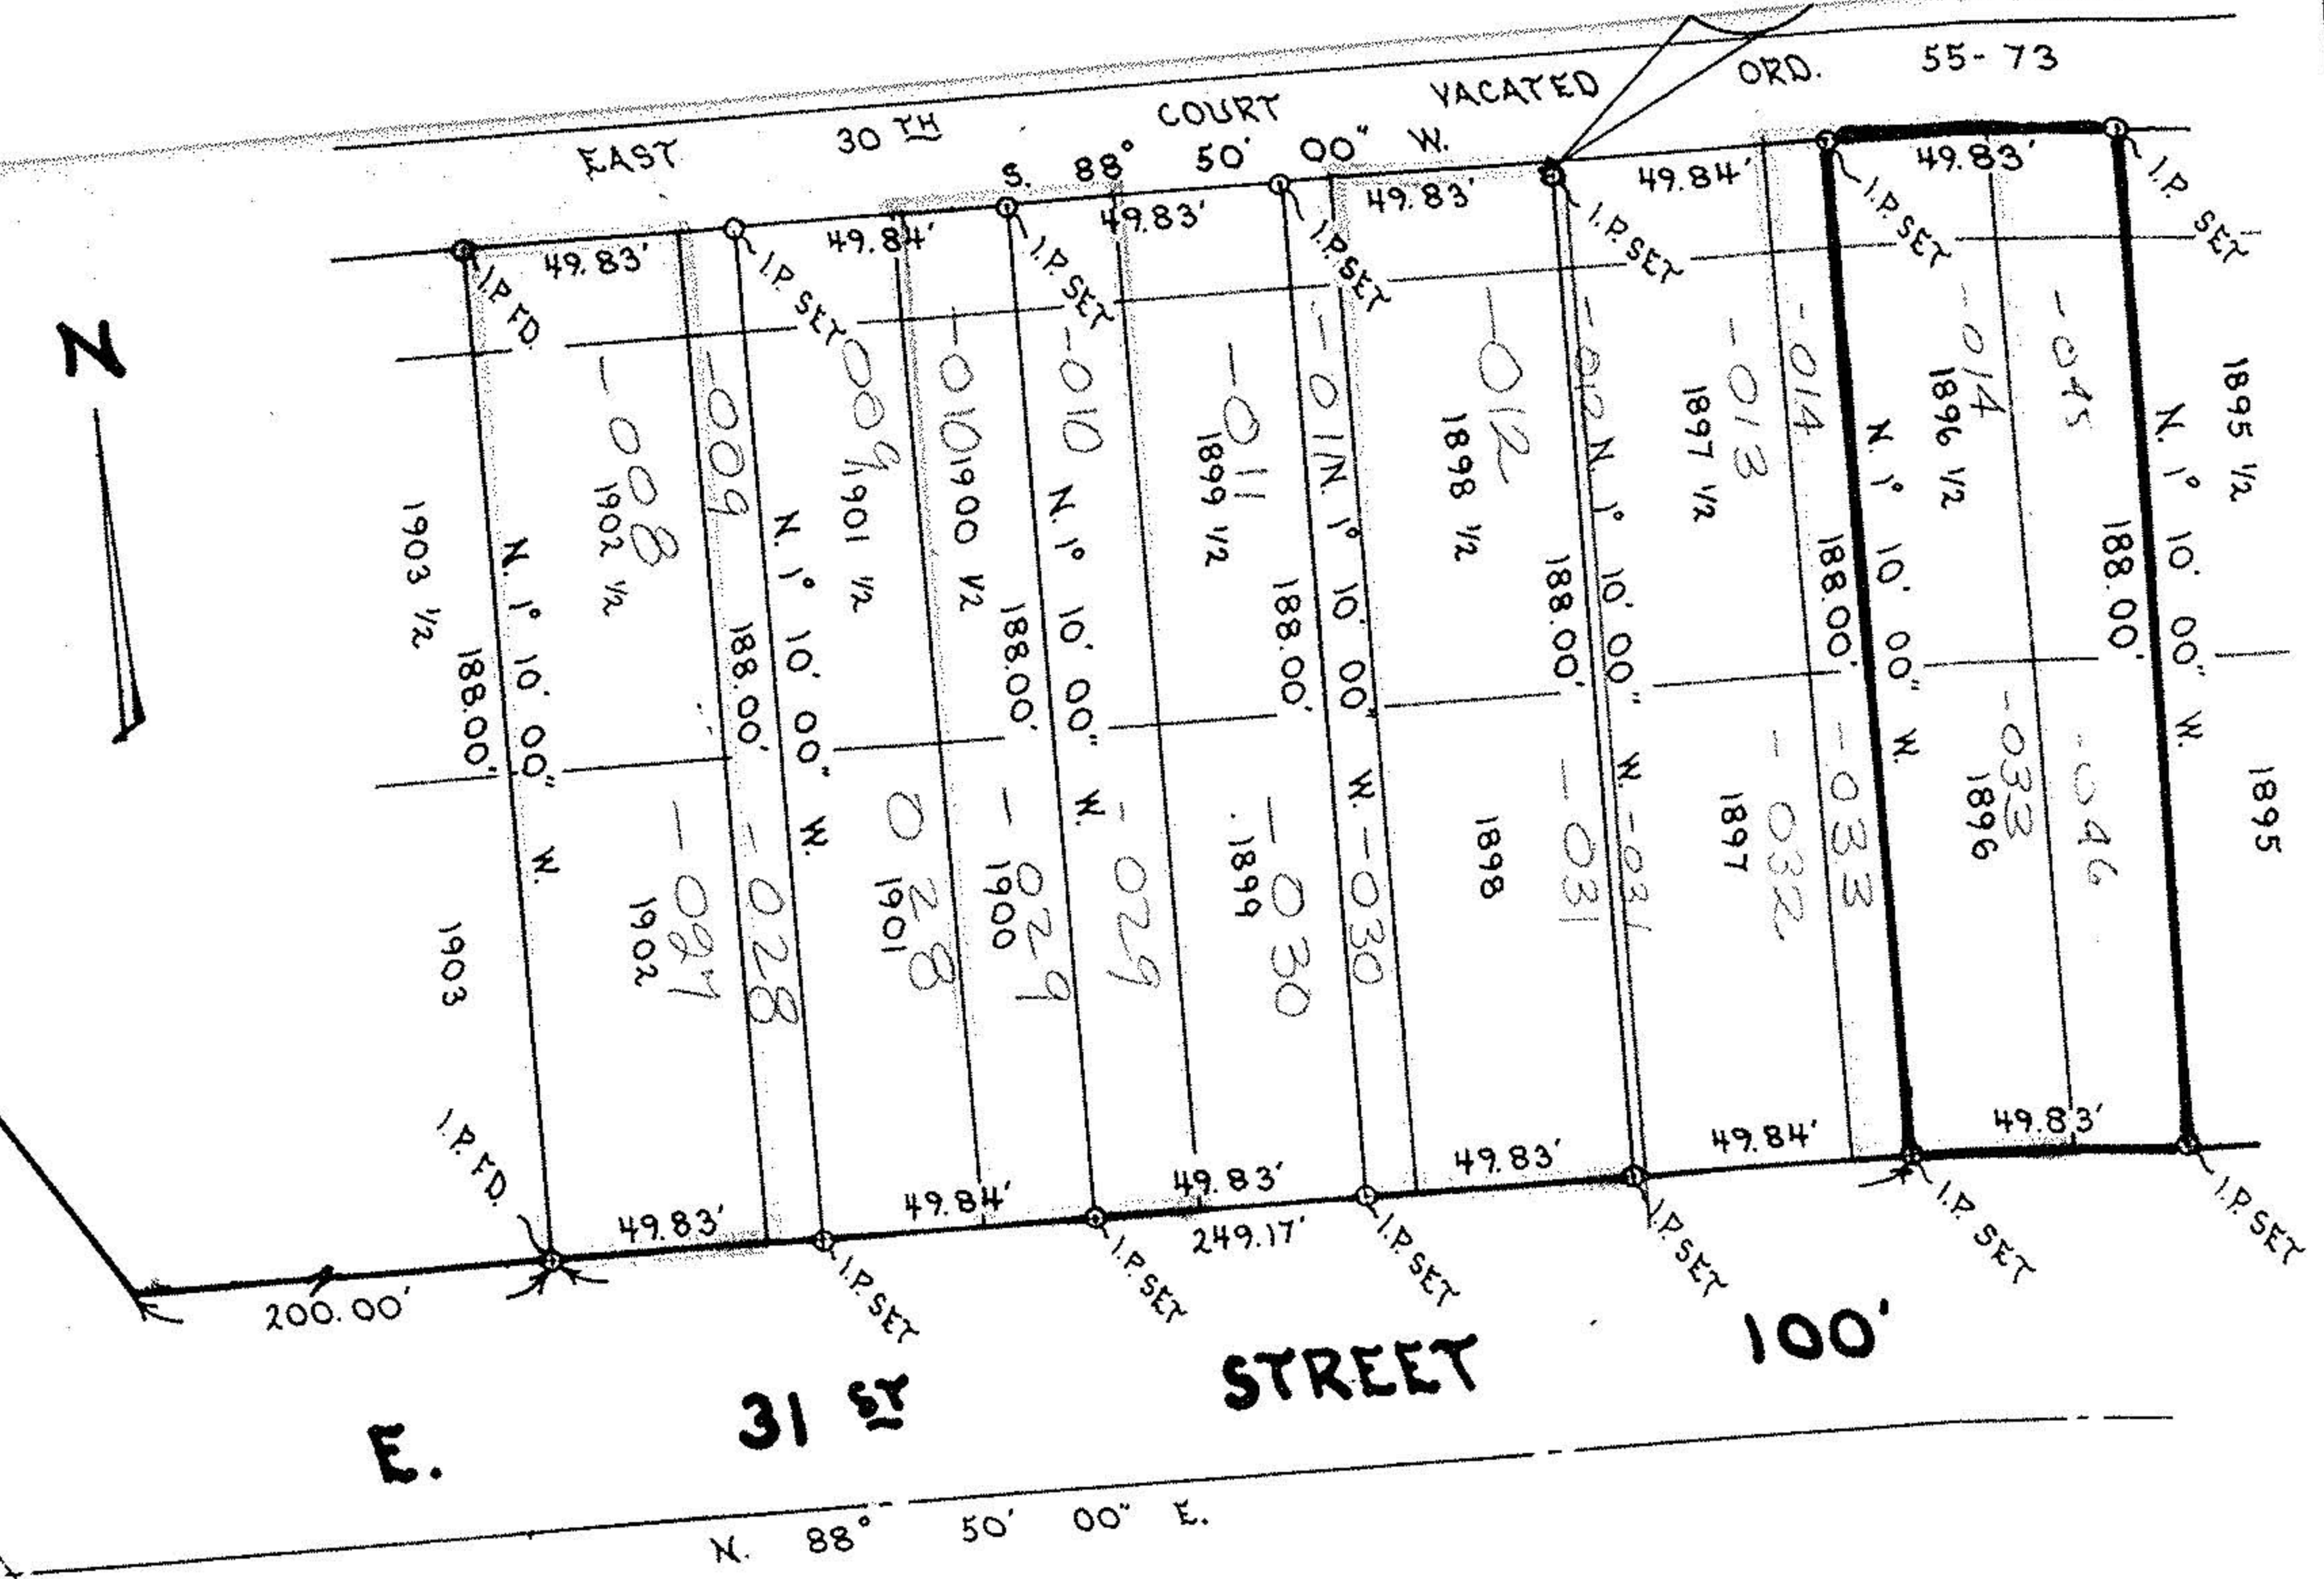 EAST 30TH COURT VACATED ORD. 55-73
S. 88° 50' 00" W.
49.83' 49.84' 49.83' 49.83' 49.84' 49.83'
I.P. FD.
I.P. SET
I.P. SET
I.P. SET
I.P. SET
I.P. SET
I.P. SET
N
1903 1/2
-008
1902 1/2
-009
009
1901 1/2
-010
1900 1/2
-010
-011
1899 1/2
-011
-012
1898 1/2
-012
-013
1897 1/2
-014
-014
1896 1/2
-045
1895 1/2
N. 1° 10' 00" W.
188.00'
N. 1° 10' 00" W.
188.00'
N. 1° 10' 00" W.
188.00'
N. 1° 10' 00" W.
188.00'
N. 1° 10' 00" W.
188.00'
N. 1° 10' 00" W.
188.00'
N. 1° 10' 00" W.
188.00'
1903
1902
-028
028
1901
-029
1900
-029
-030
1899
-030
1898
-031
-031
-032
1897
-033
-033
1896
-046
1895
I.P. FD.
49.83' 49.84' 49.83' 49.83' 49.84' 49.83'
200.00'
249.17'
I.P. SET
I.P. SET
I.P. SET
I.P. SET
I.P. SET
I.P. SET
E. 31ST STREET 100'
N. 88° 50' 00" E.